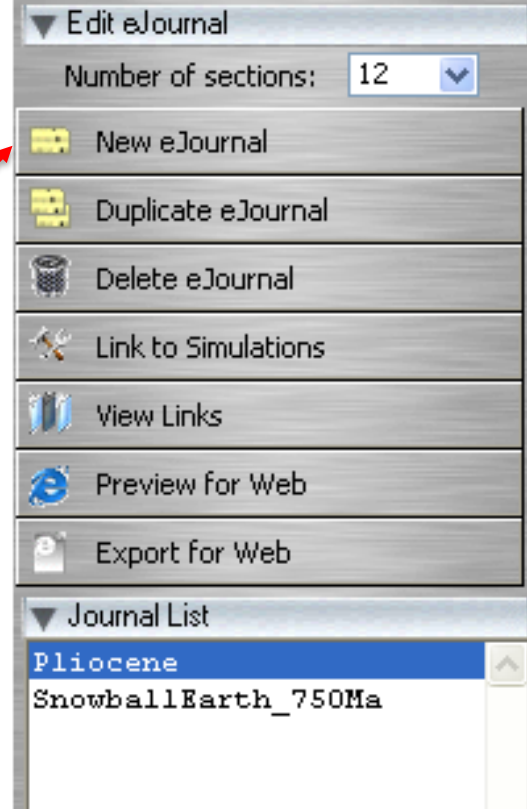 Edit eJournal
Number of sections: 12
New eJournal
Duplicate eJournal
Delete eJournal
Link to Simulations
View Links
Preview for Web
Export for Web
Journal List
Pliocene
SnowballEarth_750Ma